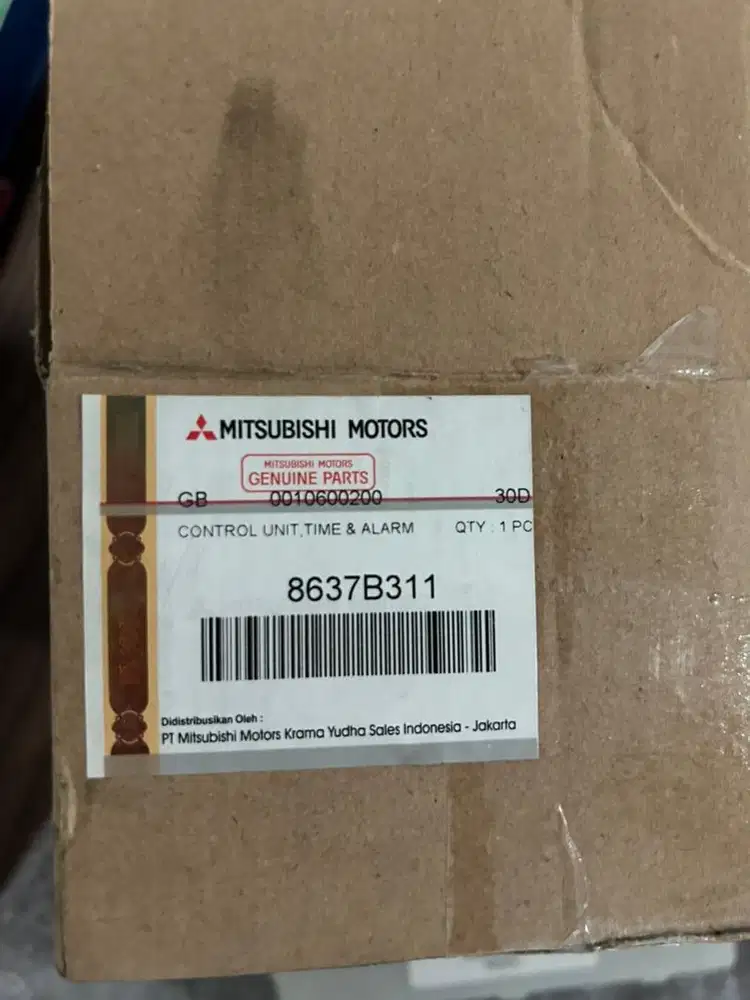 MITSUBISHI MOTORS
MITSUBISHI MOTORS
GENUINE PARTS
GB 0010600200 30D
CONTROL UNIT,TIME & ALARM QTY : 1 PC
8637B311
Didistribusikan Oleh :
PT Mitsubishi Motors Krama Yudha Sales Indonesia - Jakarta